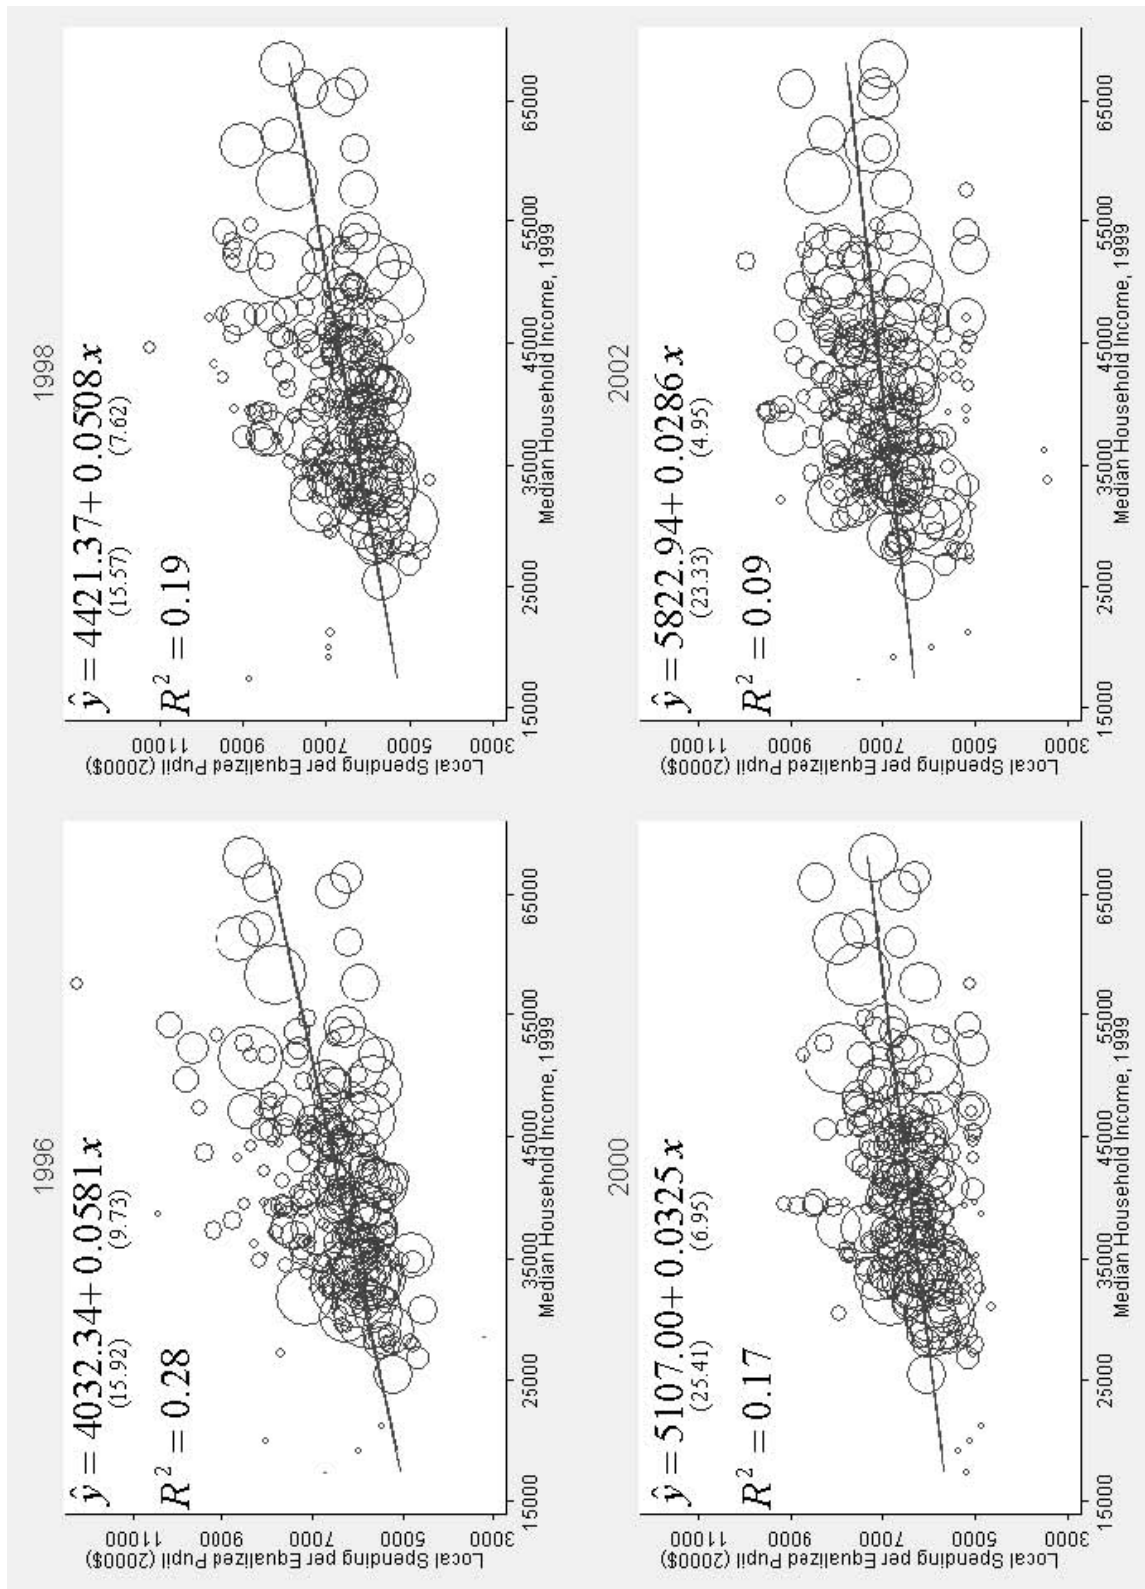 1996
ŷ = 4032.34+ 0.0581x
(15.92) (9.73)
R² = 0.28
Local Spending per Equalized Pupil (2000$)
11000
9000
7000
5000
3000
15000 25000 35000 45000 55000 65000
Median Household Income, 1999
1998
ŷ = 4421.37+ 0.0508x
(15.57) (7.62)
R² = 0.19
Local Spending per Equalized Pupil (2000$)
11000
9000
7000
5000
3000
15000 25000 35000 45000 55000 65000
Median Household Income, 1999
2000
ŷ = 5107.00+ 0.0325x
(25.41) (6.95)
R² = 0.17
Local Spending per Equalized Pupil (2000$)
11000
9000
7000
5000
3000
15000 25000 35000 45000 55000 65000
Median Household Income, 1999
2002
ŷ = 5822.94+ 0.0286x
(23.33) (4.95)
R² = 0.09
Local Spending per Equalized Pupil (2000$)
11000
9000
7000
5000
3000
15000 25000 35000 45000 55000 65000
Median Household Income, 1999